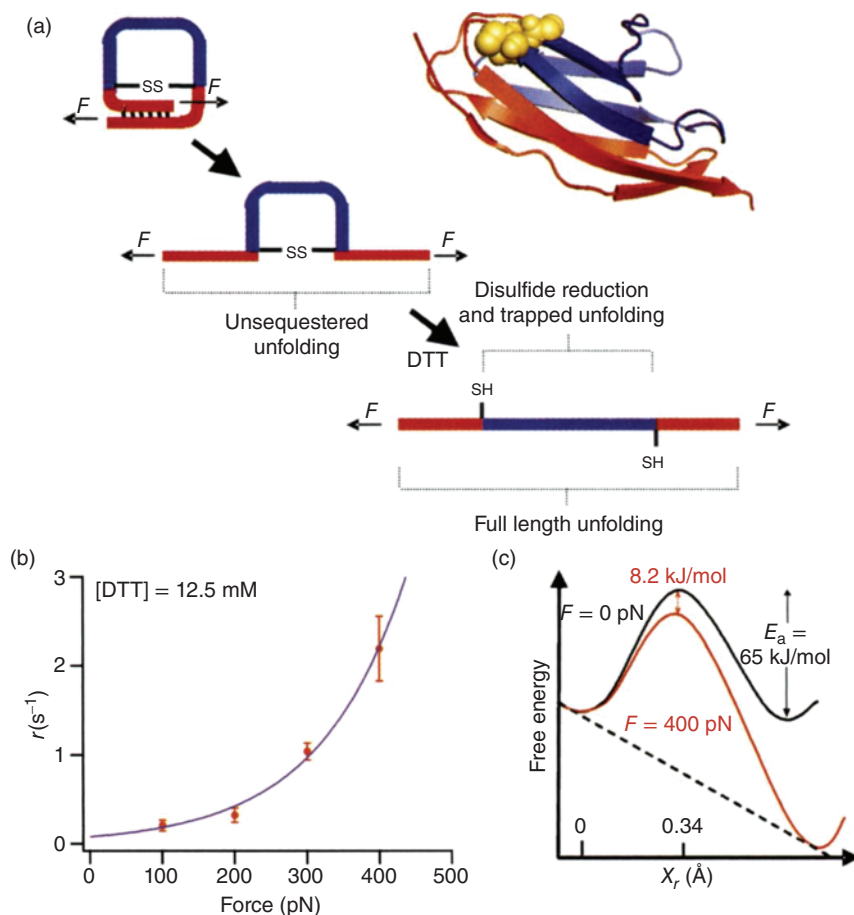 (a)
SS
F
F
F
SS
F
Unsequestered
unfolding
Disulfide reduction
and trapped unfolding
DTT
SH
F
F
SH
Full length unfolding
(b)
[DTT] = 12.5 mM
3
2
1
0
r(s⁻¹)
0 100 200 300 400 500
Force (pN)
(c)
8.2 kJ/mol
F = 0 pN
Eₐ =
65 kJ/mol
F = 400 pN
Free energy
0 0.34
Xᵣ (Å)